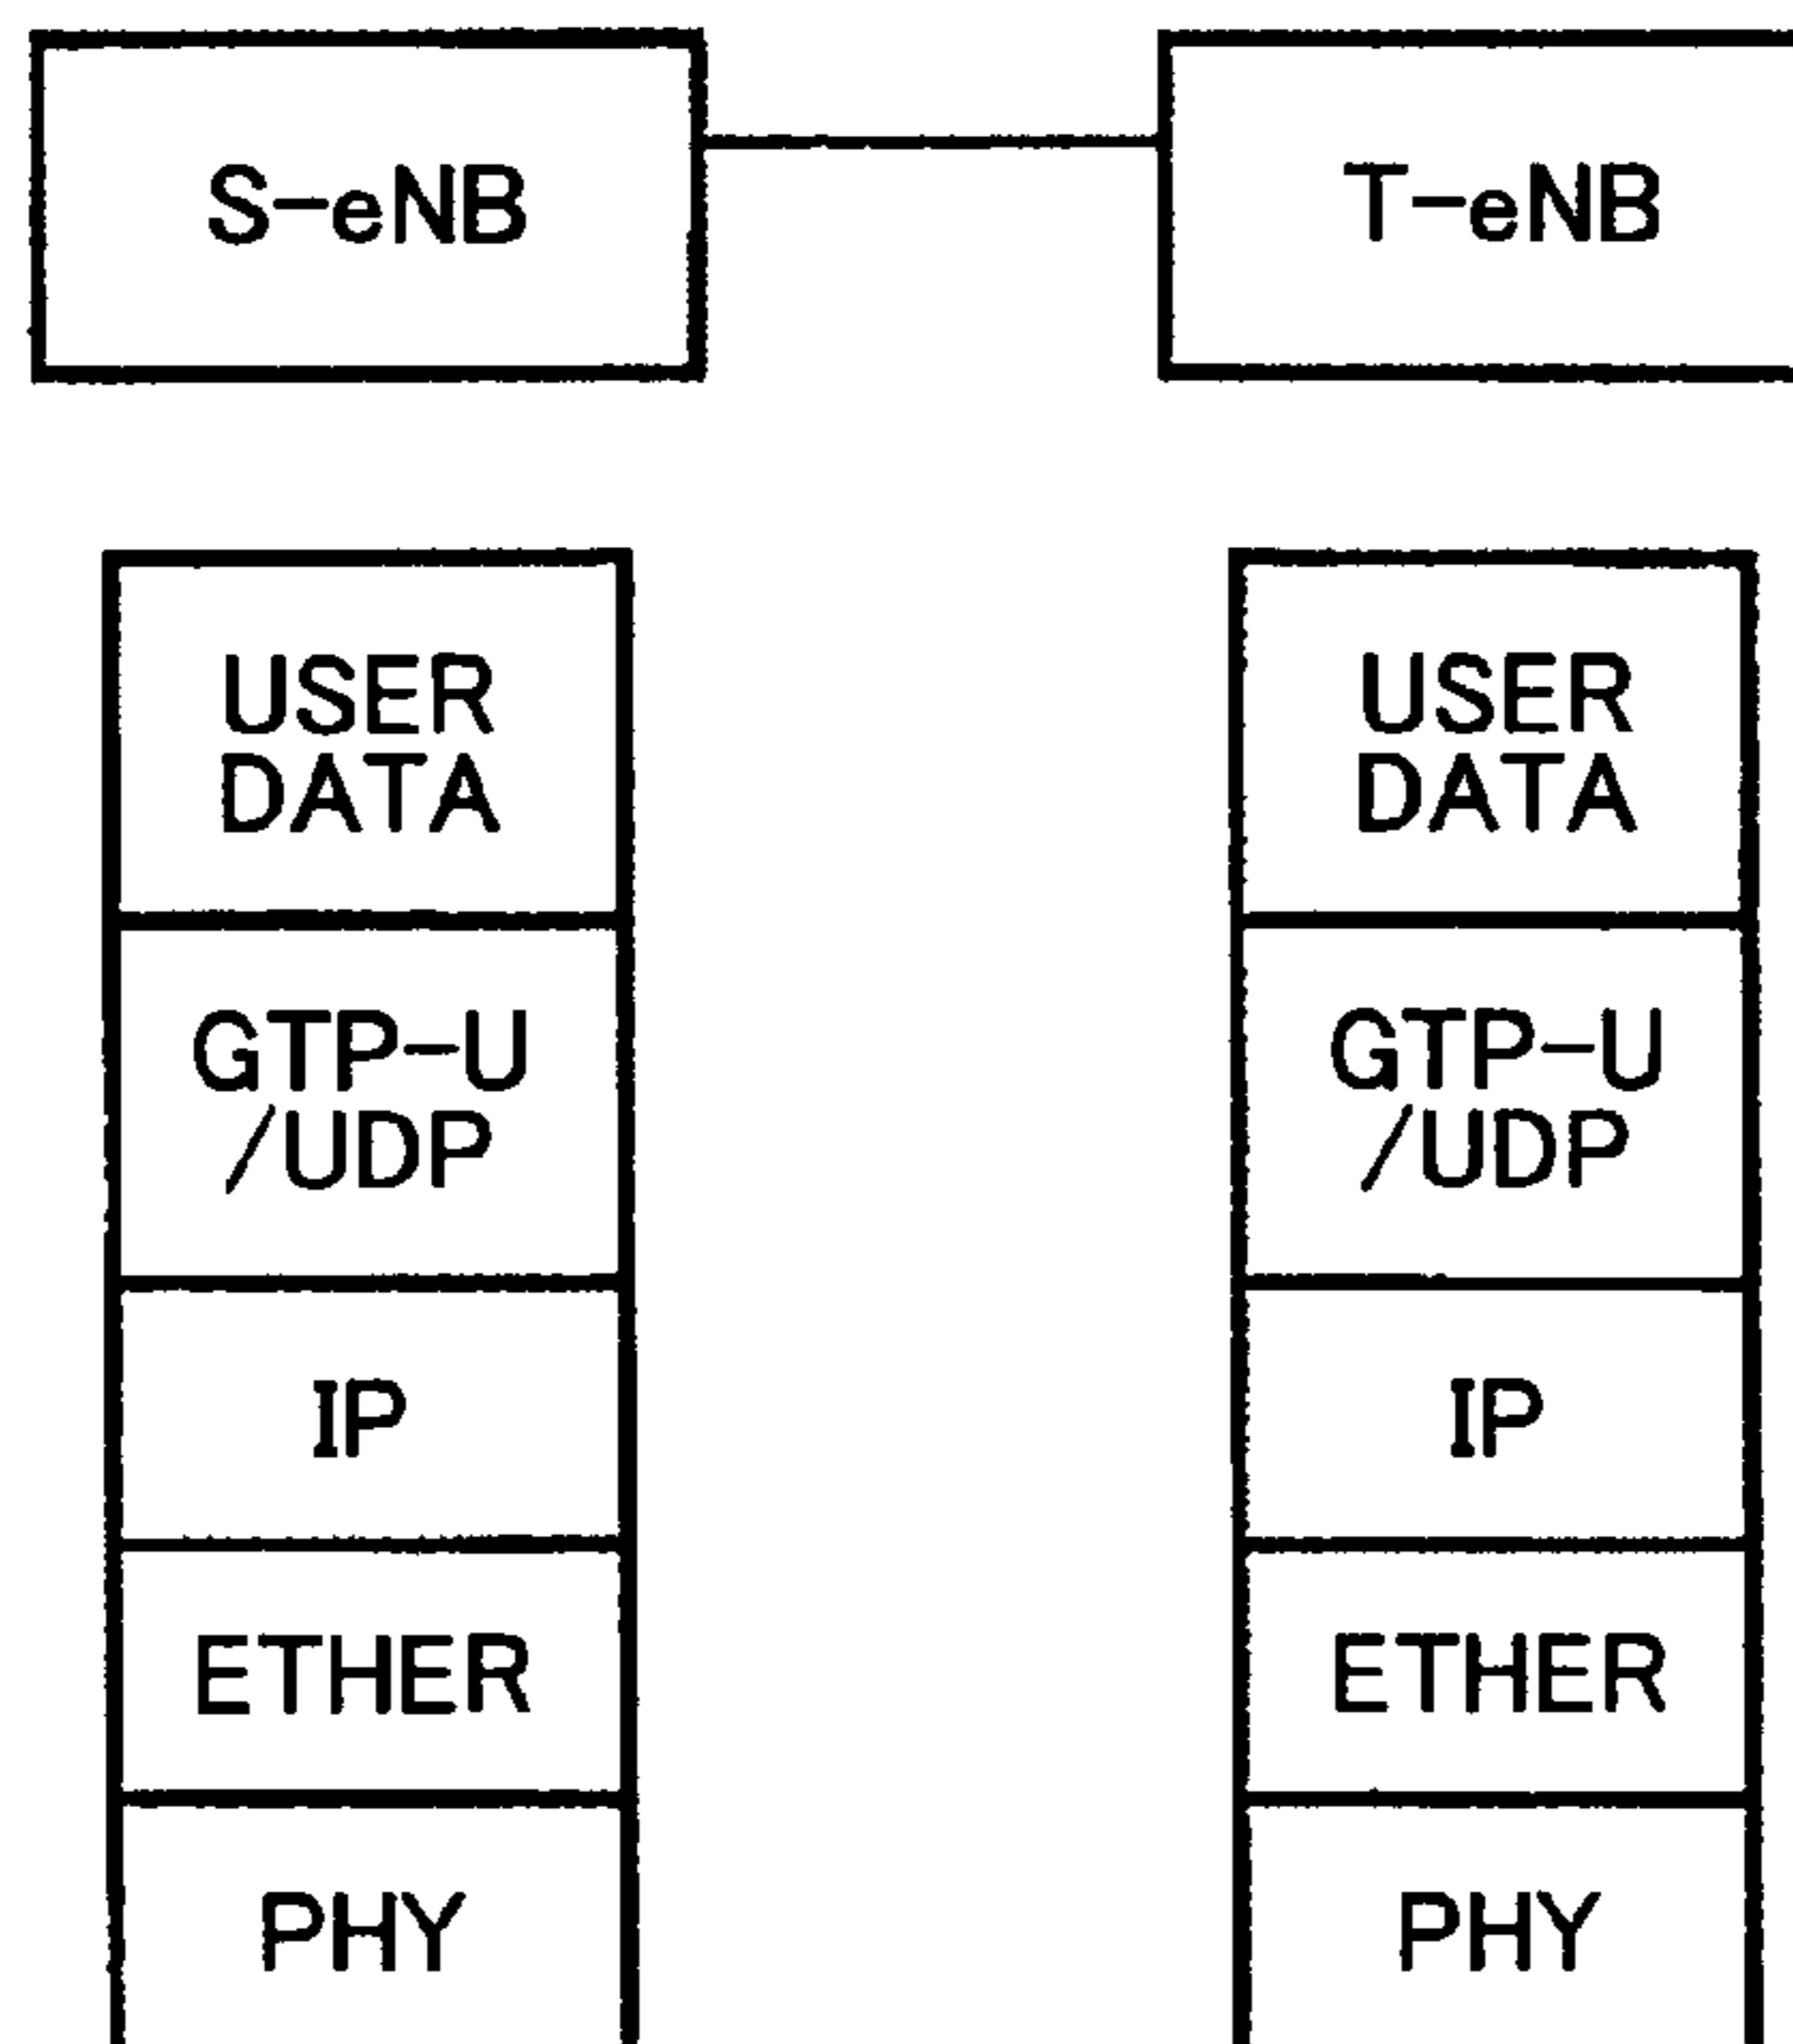 S-eNB
T-eNB
USER
DATA
GTP-U
/UDP
IP
ETHER
PHY
USER
DATA
GTP-U
/UDP
IP
ETHER
PHY